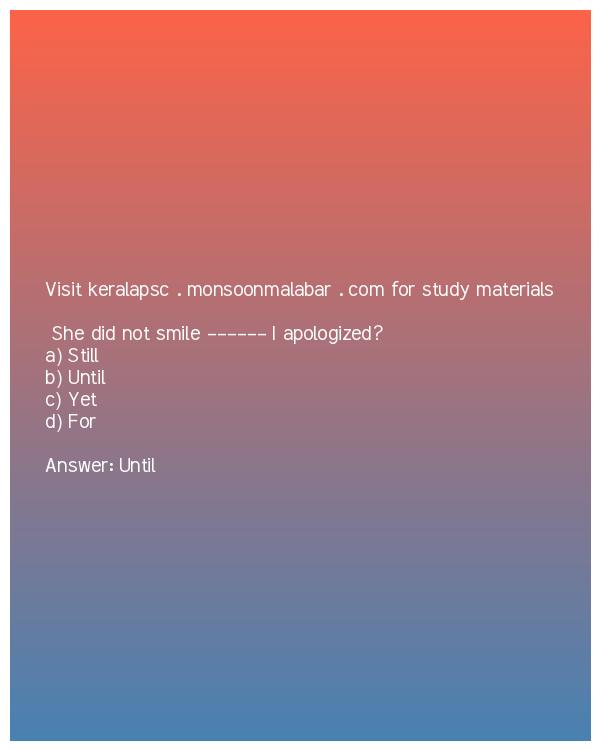 Visit keralapsc . monsoonmalabar . com for study materials
She did not smile ------ I apologized?
a) Still
b) Until
c) Yet
d) For
Answer: Until